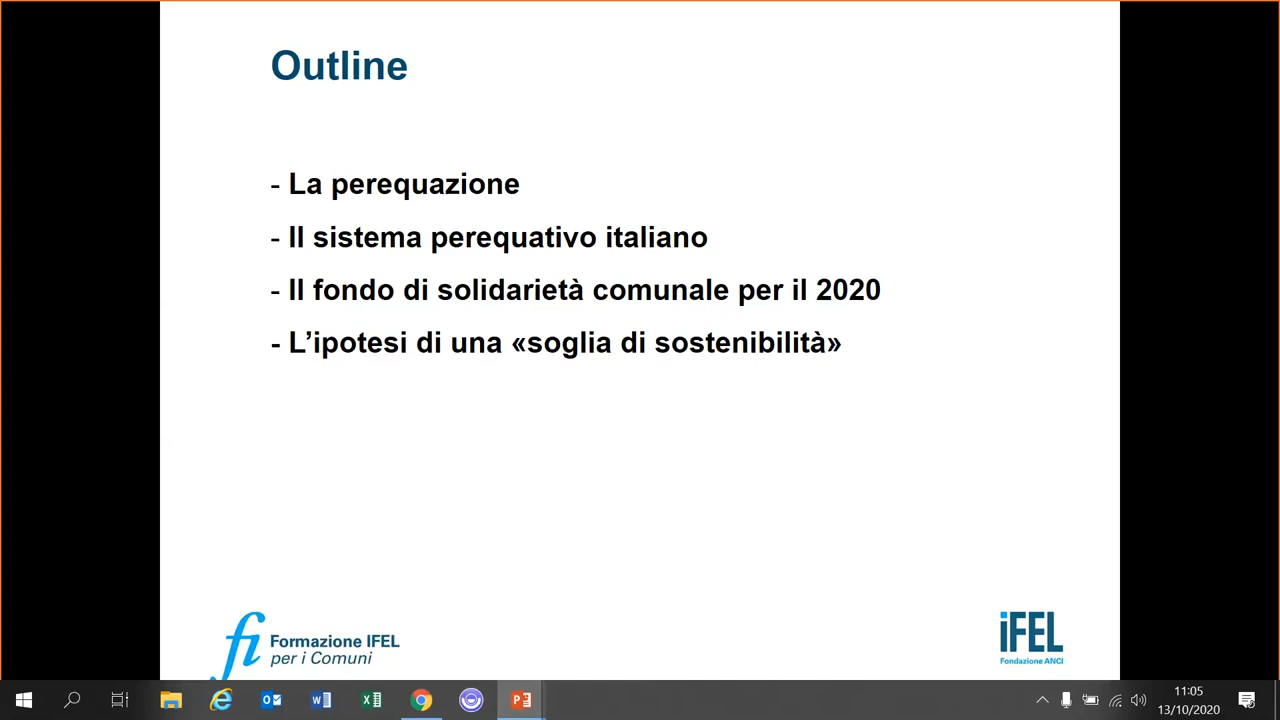 Outline
- La perequazione
- Il sistema perequativo italiano
- Il fondo di solidarietà comunale per il 2020
- L’ipotesi di una «soglia di sostenibilità»
fi Formazione IFEL
per i Comuni
iFEL
Fondazione ANCI
11:05
13/10/2020